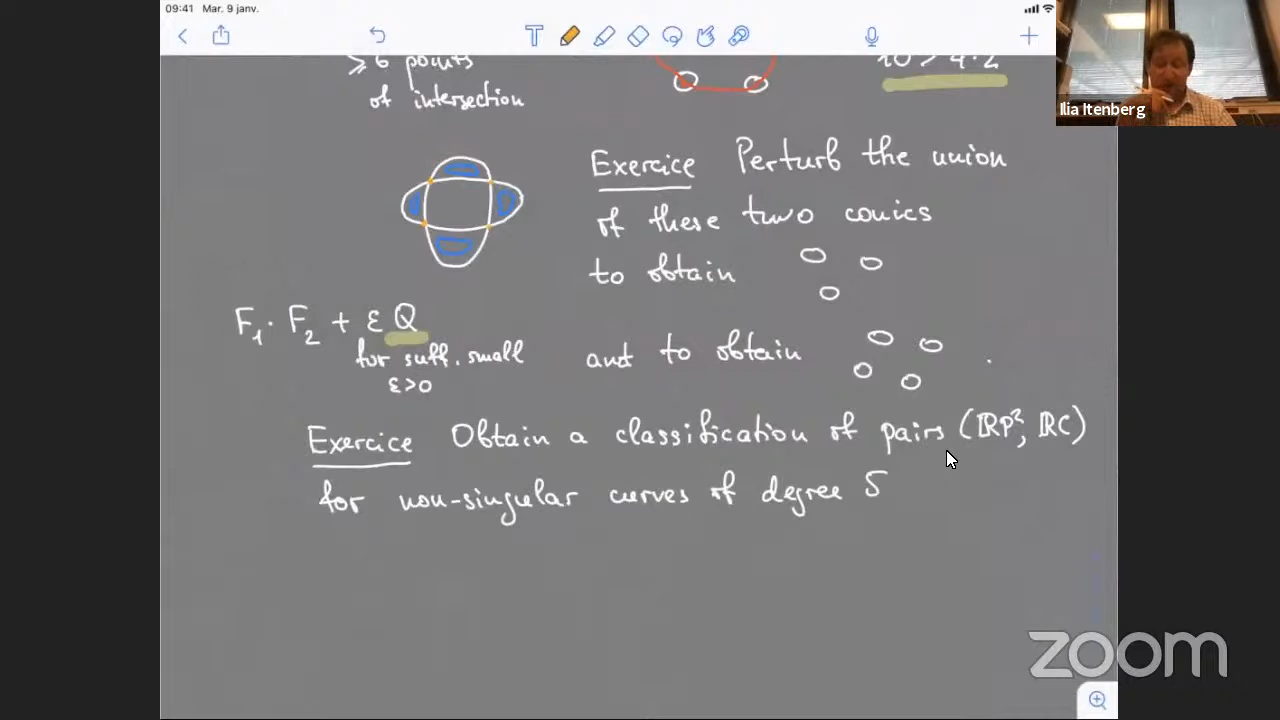 09:41 Mar. 9 janv.
Ilia Itenberg
⩾ 6 points
of intersection
10 > 4·2
Exercice Perturb the union
of these two conics
to obtain
F₁ · F₂ + ε Q
for suff. small
ε>0
and to obtain .
Exercice Obtain a classification of pairs (ℝP², ℝC)
for non-singular curves of degree 5
zoom